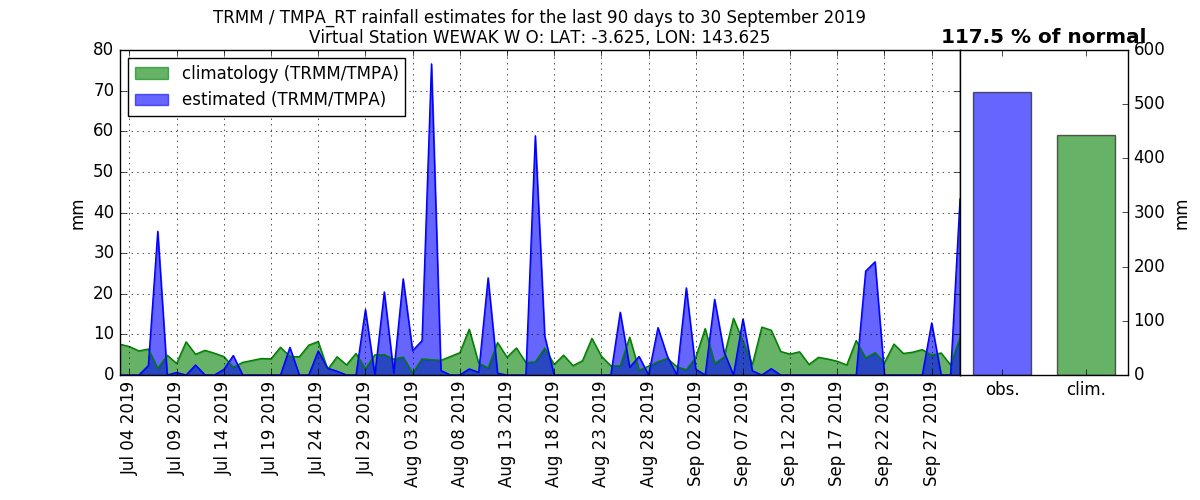 TRMM / TMPA_RT rainfall estimates for the last 90 days to 30 September 2019
Virtual Station WEWAK W O: LAT: -3.625, LON: 143.625
117.5 % of normal
climatology (TRMM/TMPA)
estimated (TRMM/TMPA)
80
70
60
50
40
30
20
10
0
mm
600
500
400
300
200
100
0
mm
obs.
clim.
Jul 04 2019
Jul 09 2019
Jul 14 2019
Jul 19 2019
Jul 24 2019
Jul 29 2019
Aug 03 2019
Aug 08 2019
Aug 13 2019
Aug 18 2019
Aug 23 2019
Aug 28 2019
Sep 02 2019
Sep 07 2019
Sep 12 2019
Sep 17 2019
Sep 22 2019
Sep 27 2019